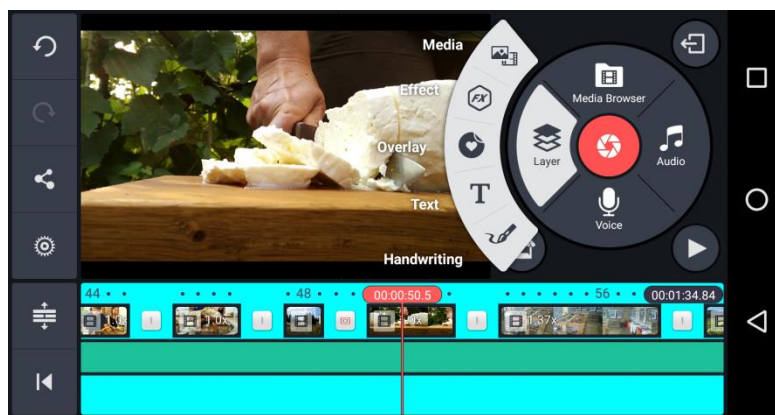 Media
Effect
Overlay
Text
Handwriting
FX
T
Media Browser
Layer
Audio
Voice
44
48
00:00:50.5
56
00:01:34.84
1.0x
1.37x